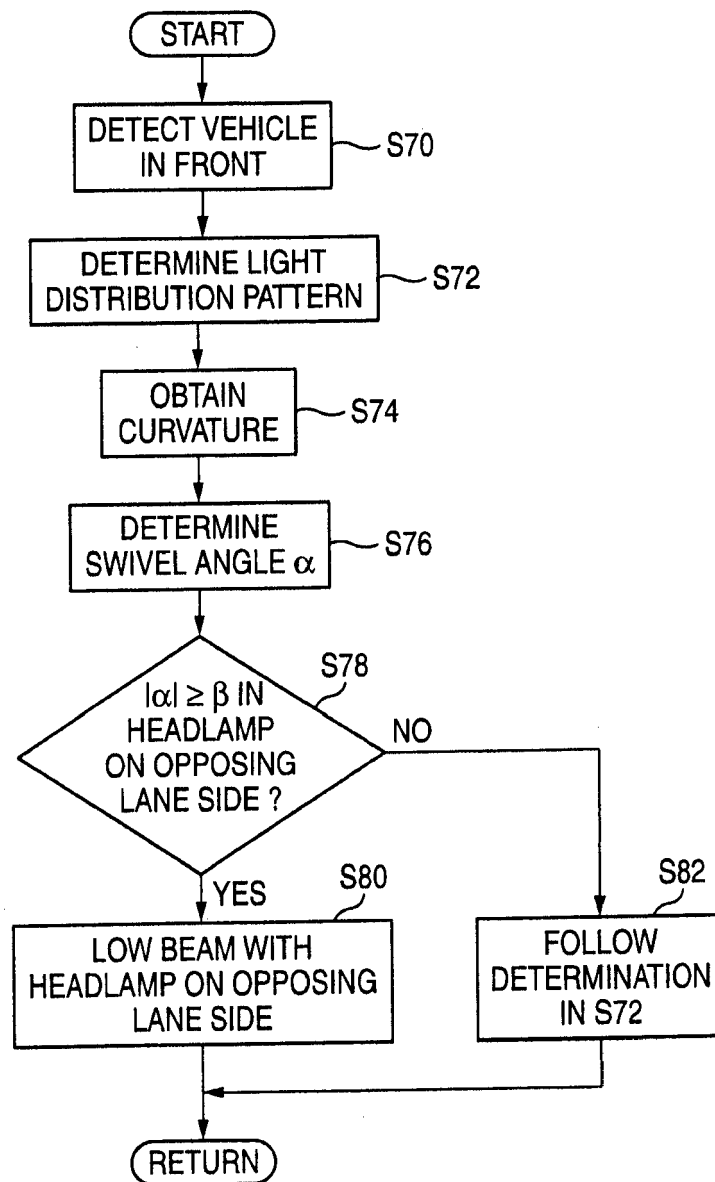 START
DETECT VEHICLE
IN FRONT
S70
DETERMINE LIGHT
DISTRIBUTION PATTERN
S72
OBTAIN
CURVATURE
S74
DETERMINE
SWIVEL ANGLE α
S76
|α| ≥ β IN
HEADLAMP
ON OPPOSING
LANE SIDE ?
S78
NO
YES
S80
LOW BEAM WITH
HEADLAMP ON OPPOSING
LANE SIDE
S82
FOLLOW
DETERMINATION
IN S72
RETURN